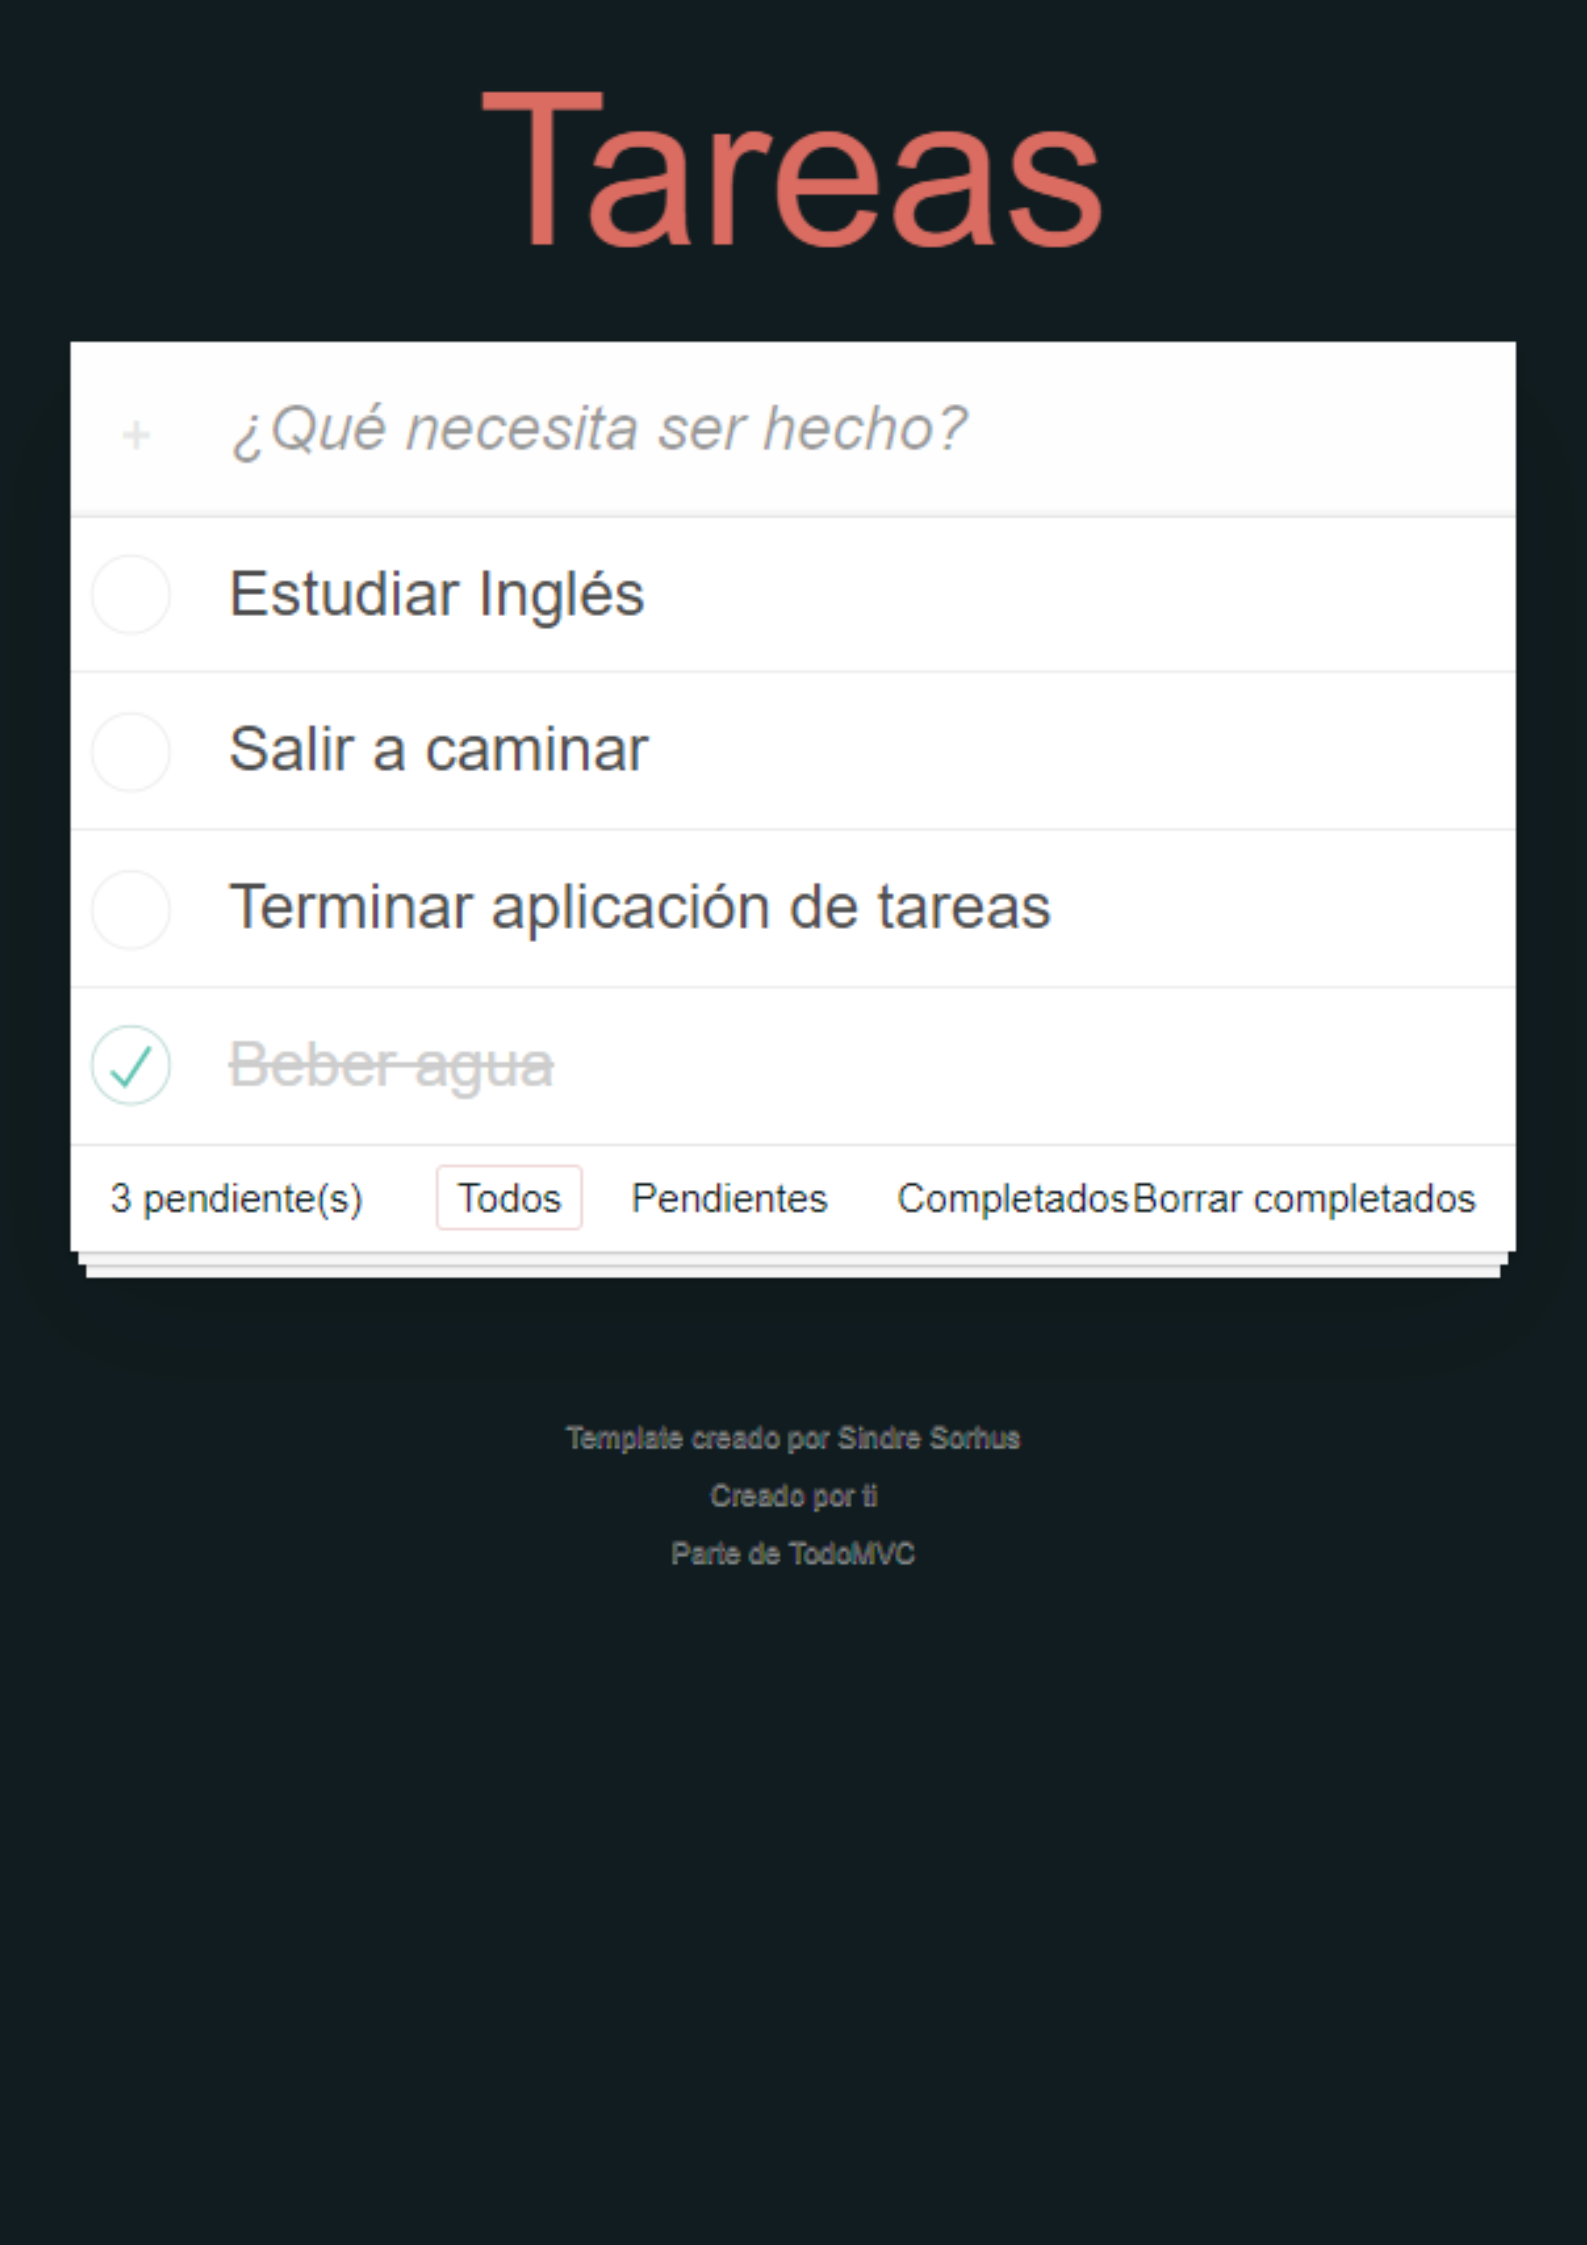 Tareas
+ ¿Qué necesita ser hecho?
Estudiar Inglés
Salir a caminar
Terminar aplicación de tareas
Beber agua
3 pendiente(s) Todos Pendientes Completados Borrar completados
Template creado por Sindre Sorhus
Creado por ti
Parte de TodoMVC